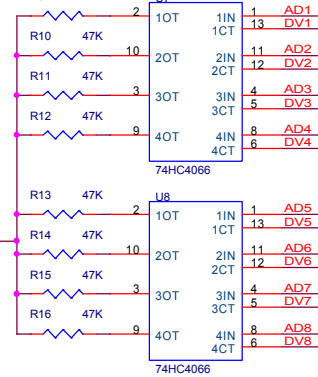 2 1OT 1IN 1 AD1
1CT 13 DV1
R10 47K 10 2OT 2IN 11 AD2
2CT 12 DV2
R11 47K 3 3OT 3IN 4 AD3
3CT 5 DV3
R12 47K 9 4OT 4IN 8 AD4
4CT 6 DV4
74HC4066
U8
R13 47K 2 1OT 1IN 1 AD5
1CT 13 DV5
R14 47K 10 2OT 2IN 11 AD6
2CT 12 DV6
R15 47K 3 3OT 3IN 4 AD7
3CT 5 DV7
R16 47K 9 4OT 4IN 8 AD8
4CT 6 DV8
74HC4066